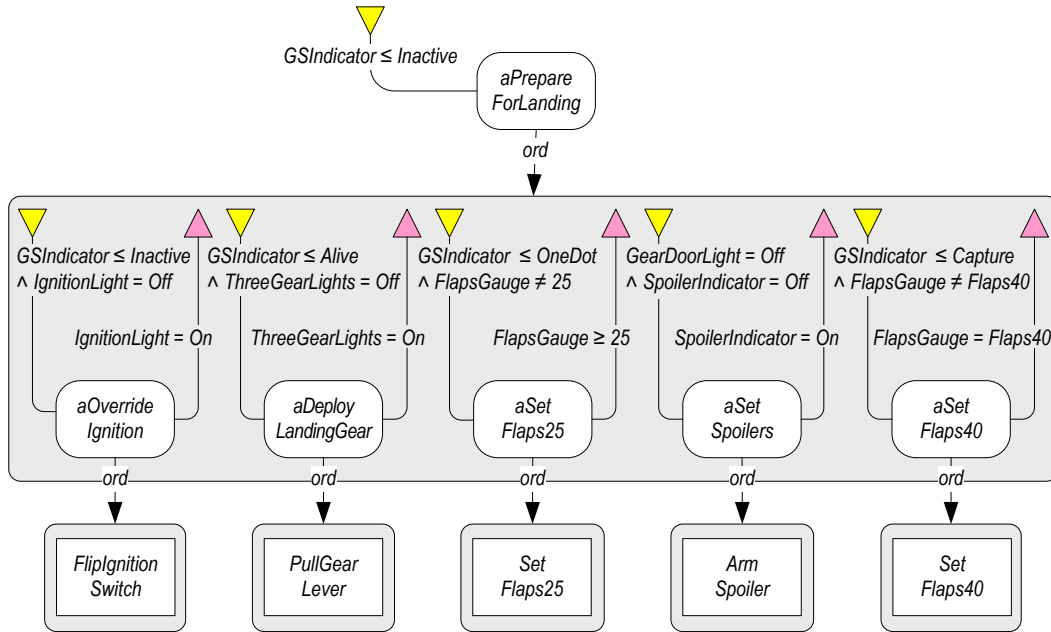 GSIndicator ≤ Inactive
aPrepare
ForLanding
ord
GSIndicator ≤ Inactive
∧ IgnitionLight = Off
IgnitionLight = On
aOverride
Ignition
ord
FlipIgnition
Switch
GSIndicator ≤ Alive
∧ ThreeGearLights = Off
ThreeGearLights = On
aDeploy
LandingGear
ord
PullGear
Lever
GSIndicator ≤ OneDot
∧ FlapsGauge ≠ 25
FlapsGauge ≥ 25
aSet
Flaps25
ord
Set
Flaps25
GearDoorLight = Off
∧ SpoilerIndicator = Off
SpoilerIndicator = On
aSet
Spoilers
ord
Arm
Spoiler
GSIndicator ≤ Capture
∧ FlapsGauge ≠ Flaps40
FlapsGauge = Flaps40
aSet
Flaps40
ord
Set
Flaps40